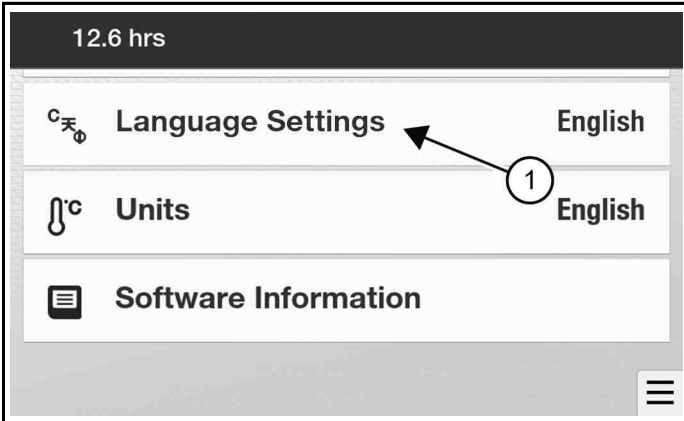 12.6 hrs
Language Settings English
1
Units English
Software Information